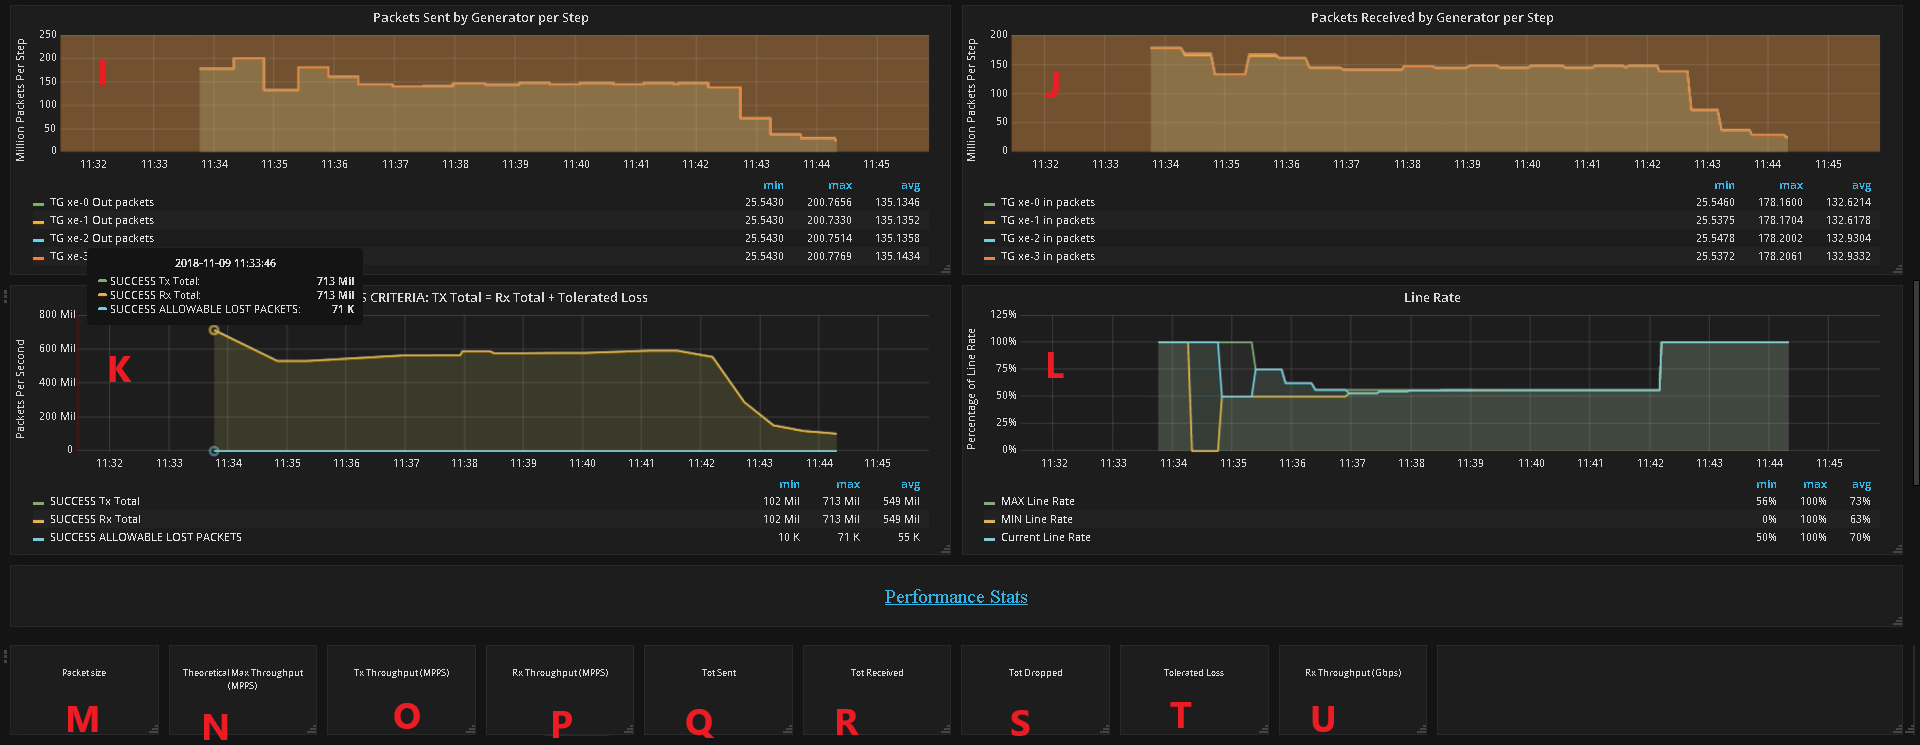 Packets Sent by Generator per Step
Million Packets Per Step
250
200
150
100
50
0
I
11:32 11:33 11:34 11:35 11:36 11:37 11:38 11:39 11:40 11:41 11:42 11:43 11:44 11:45
min max avg
TG xe-0 Out packets 25.5430 200.7656 135.1346
TG xe-1 Out packets 25.5430 200.7330 135.1352
TG xe-2 Out packets 25.5430 200.7514 135.1358
TG xe-3 25.5430 200.7769 135.1434
Packets Received by Generator per Step
Million Packets Per Step
200
150
100
50
0
J
11:32 11:33 11:34 11:35 11:36 11:37 11:38 11:39 11:40 11:41 11:42 11:43 11:44 11:45
min max avg
TG xe-0 in packets 25.5460 178.1600 132.6214
TG xe-1 in packets 25.5375 178.1704 132.6178
TG xe-2 in packets 25.5478 178.2002 132.9304
TG xe-3 in packets 25.5372 178.2061 132.9332
2018-11-09 11:33:46
SUCCESS Tx Total: 713 Mil
SUCCESS Rx Total: 713 Mil
SUCCESS ALLOWABLE LOST PACKETS: 71 K
S CRITERIA: TX Total = Rx Total + Tolerated Loss
Packets Per Second
800 Mil
600 Mil
400 Mil
200 Mil
0
K
11:32 11:33 11:34 11:35 11:36 11:37 11:38 11:39 11:40 11:41 11:42 11:43 11:44 11:45
min max avg
SUCCESS Tx Total 102 Mil 713 Mil 549 Mil
SUCCESS Rx Total 102 Mil 713 Mil 549 Mil
SUCCESS ALLOWABLE LOST PACKETS 10 K 71 K 55 K
Line Rate
Percentage of Line Rate
125%
100%
75%
50%
25%
0%
L
11:32 11:33 11:34 11:35 11:36 11:37 11:38 11:39 11:40 11:41 11:42 11:43 11:44 11:45
min max avg
MAX Line Rate 56% 100% 73%
MIN Line Rate 0% 100% 63%
Current Line Rate 50% 100% 70%
Performance Stats
Packet size
M
Theoretical Max Throughput
(MPPS)
N
Tx Throughput (MPPS)
O
Rx Throughput (MPPS)
P
Tot Sent
Q
Tot Received
R
Tot Dropped
S
Tolerated Loss
T
Rx Throughput (Gbps)
U